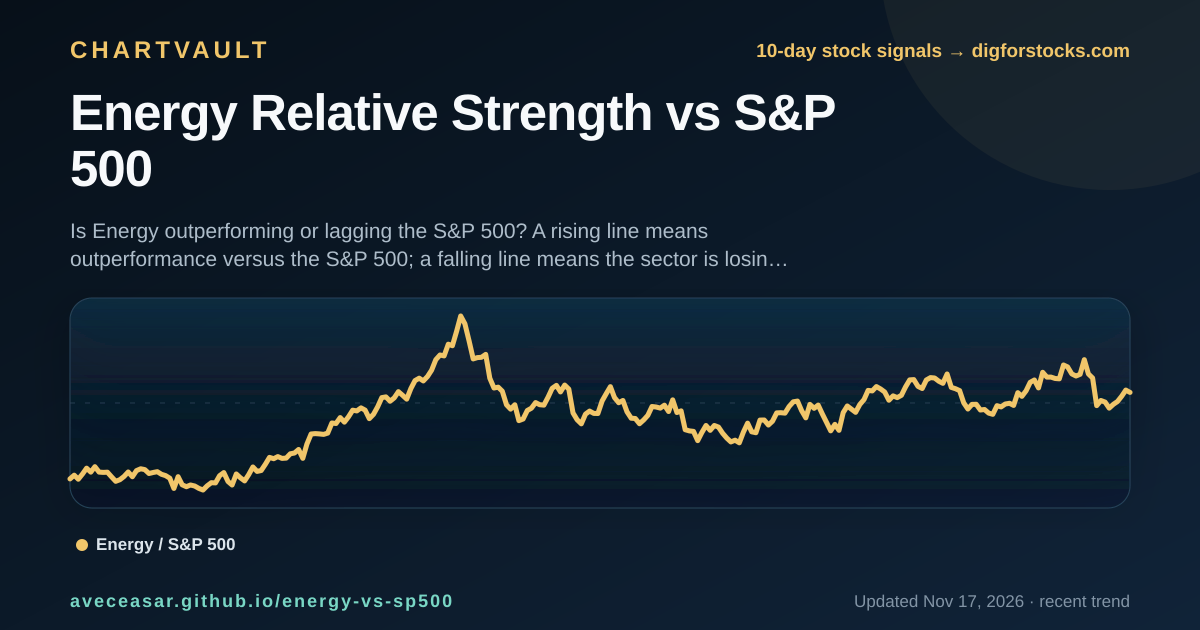 CHARTVAULT
10-day stock signals → digforstocks.com
Energy Relative Strength vs S&P
500
Is Energy outperforming or lagging the S&P 500? A rising line means
outperformance versus the S&P 500; a falling line means the sector is losin…
Energy / S&P 500
aveceasar.github.io/energy-vs-sp500
Updated Nov 17, 2026 · recent trend